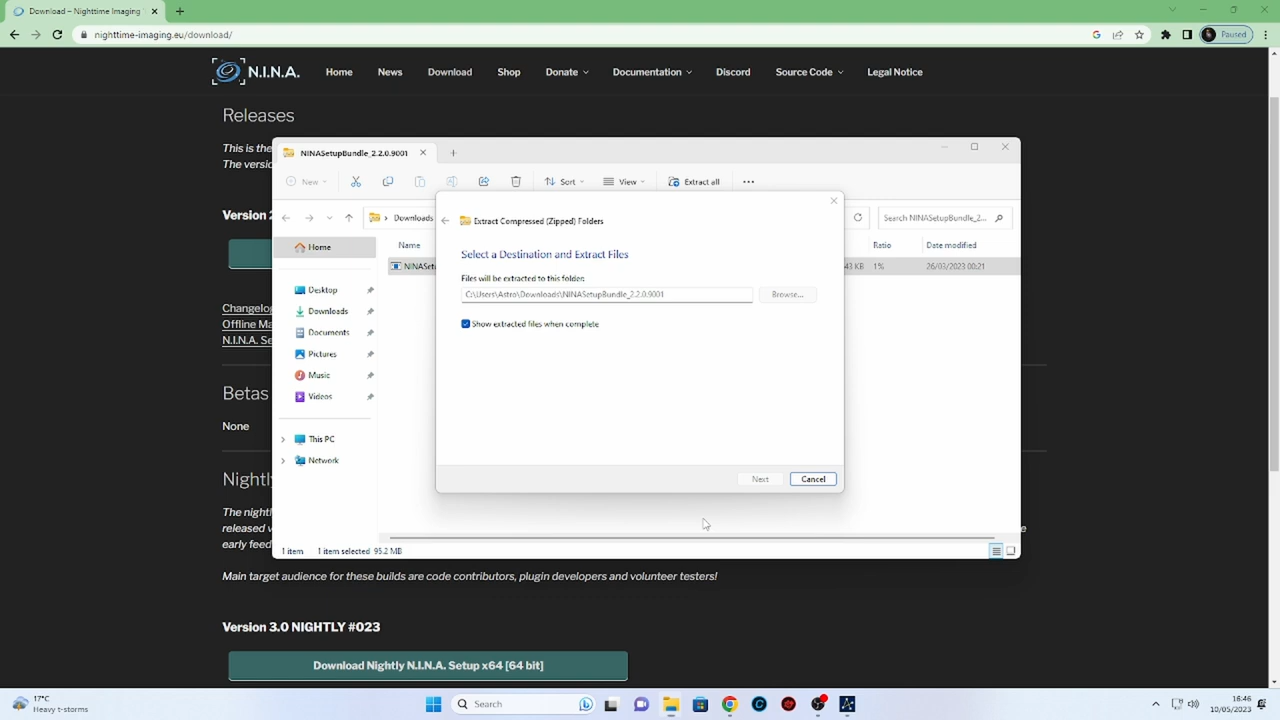 Download – Nighttime Imaging '
nighttime-imaging.eu/download/
Paused
N.I.N.A.
Home
News
Download
Shop
Donate
Documentation
Discord
Source Code
Legal Notice
Releases
This is the
The versio
Version 2
Changelog
Offline Ma
N.I.N.A. Se
Betas
None
Nightly
The nightl
released v
early feed
e
Main target audience for these builds are code contributors, plugin developers and volunteer testers!
Version 3.0 NIGHTLY #023
Download Nightly N.I.N.A. Setup x64 [64 bit]
NINASetupBundle_2.2.0.9001
New
Sort
View
Extract all
Downloads
Search NINASetupBundle_2...
Home
Desktop
Downloads
Documents
Pictures
Music
Videos
This PC
Network
Name
Ratio
Date modified
NINASetu
43 KB
1%
26/03/2023 00:21
1 item
1 item selected
95.2 MB
Extract Compressed (Zipped) Folders
Select a Destination and Extract Files
Files will be extracted to this folder:
C:\Users\Astro\Downloads\NINASetupBundle_2.2.0.9001
Browse...
Show extracted files when complete
Next
Cancel
17°C
Heavy t-storms
Search
16:46
10/05/2023